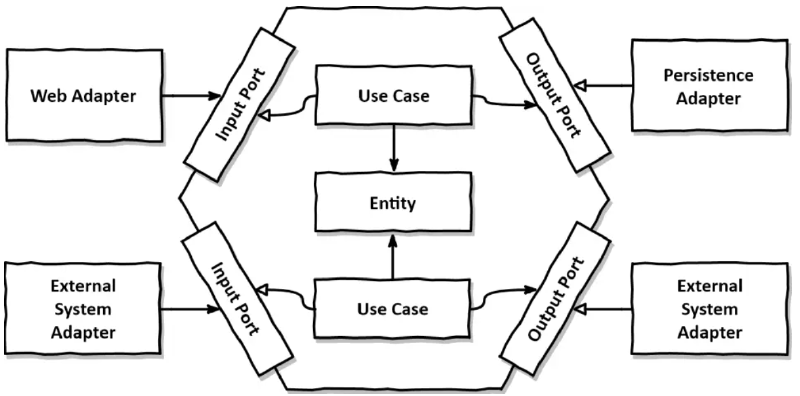 Web Adapter
Input Port
Use Case
Output Port
Persistence
Adapter
Entity
External
System
Adapter
Input Port
Use Case
Output Port
External
System
Adapter